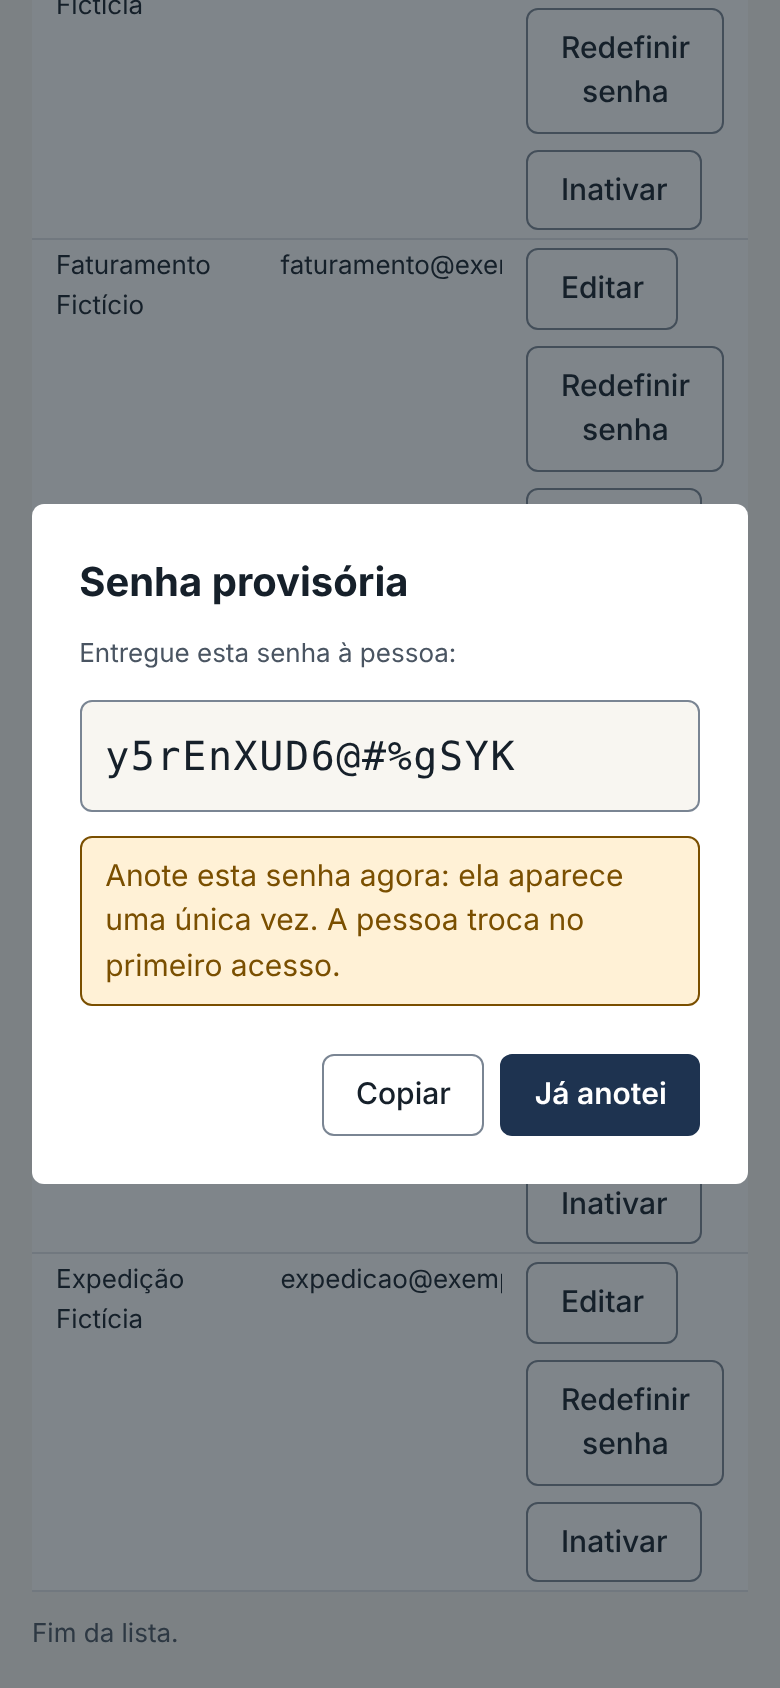 Fictícia
Redefinir
senha
Inativar
Faturamento
Fictício
faturamento@exe
Editar
Redefinir
senha
Senha provisória
Entregue esta senha à pessoa:
y5rEnXUD6@#%gSYK
Anote esta senha agora: ela aparece
uma única vez. A pessoa troca no
primeiro acesso.
Copiar
Já anotei
Inativar
Expedição
Fictícia
expedicao@exem
Editar
Redefinir
senha
Inativar
Fim da lista.